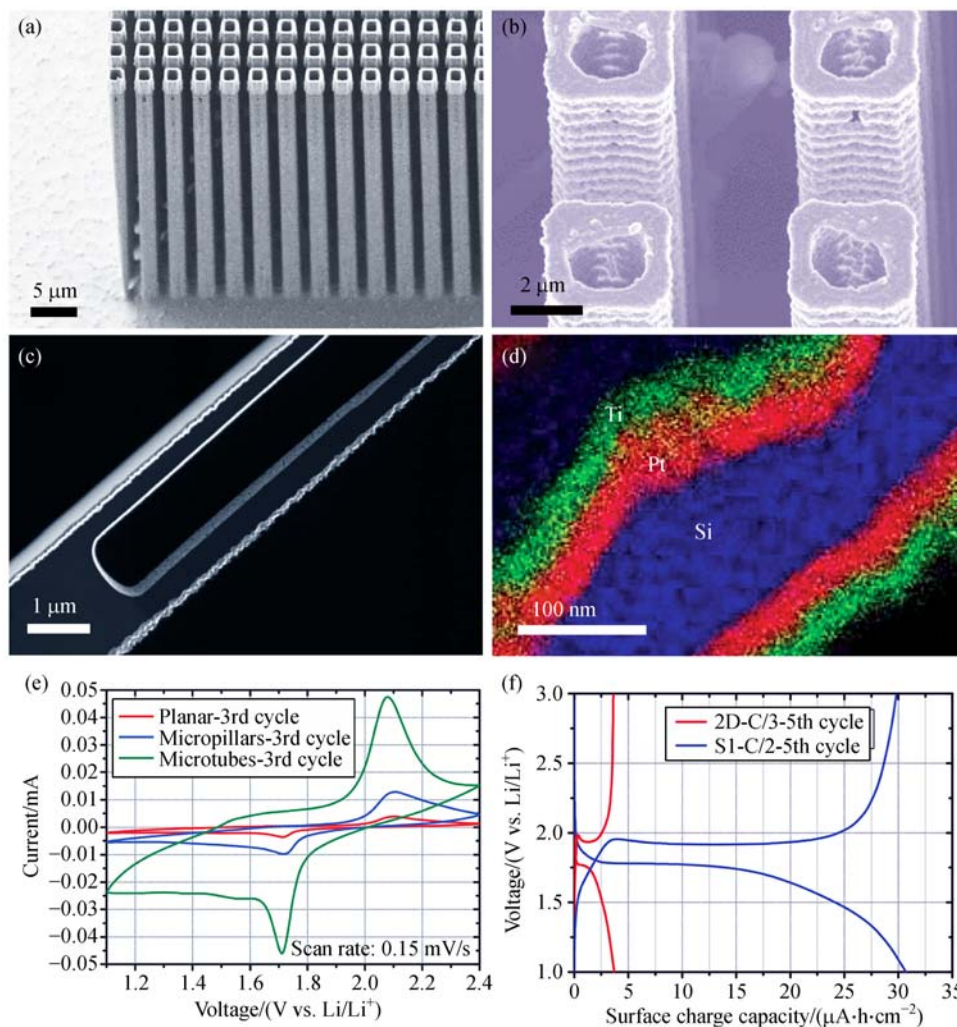 (a)
5 μm
(b)
2 μm
(c)
1 μm
(d)
Ti
Pt
Si
100 nm
(e)
0.05
0.04
0.03
0.02
0.01
0.00
−0.01
−0.02
−0.03
−0.04
−0.05
Current/mA
Planar-3rd cycle
Micropillars-3rd cycle
Microtubes-3rd cycle
Scan rate: 0.15 mV/s
1.2 1.4 1.6 1.8 2.0 2.2 2.4
Voltage/(V vs. Li/Li⁺)
(f)
3.0
2.5
2.0
1.5
1.0
Voltage/(V vs. Li/Li⁺)
2D-C/3-5th cycle
S1-C/2-5th cycle
0 5 10 15 20 25 30 35
Surface charge capacity/(μA·h·cm⁻²)